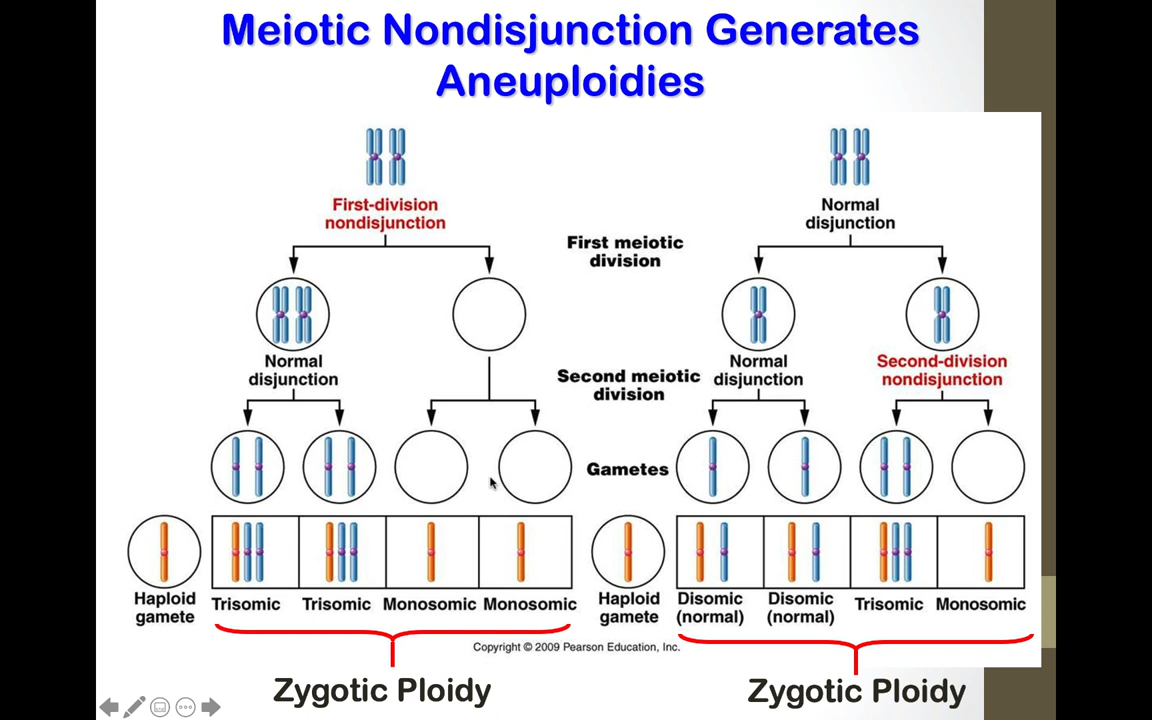 Meiotic Nondisjunction Generates
Aneuploidies
First-division
nondisjunction
Normal
disjunction
First meiotic
division
Normal
disjunction
Second meiotic
division
Normal
disjunction
Second-division
nondisjunction
Gametes
Haploid
gamete
Trisomic
Trisomic
Monosomic
Monosomic
Haploid
gamete
Disomic
(normal)
Disomic
(normal)
Trisomic
Monosomic
Copyright © 2009 Pearson Education, Inc.
Zygotic Ploidy
Zygotic Ploidy